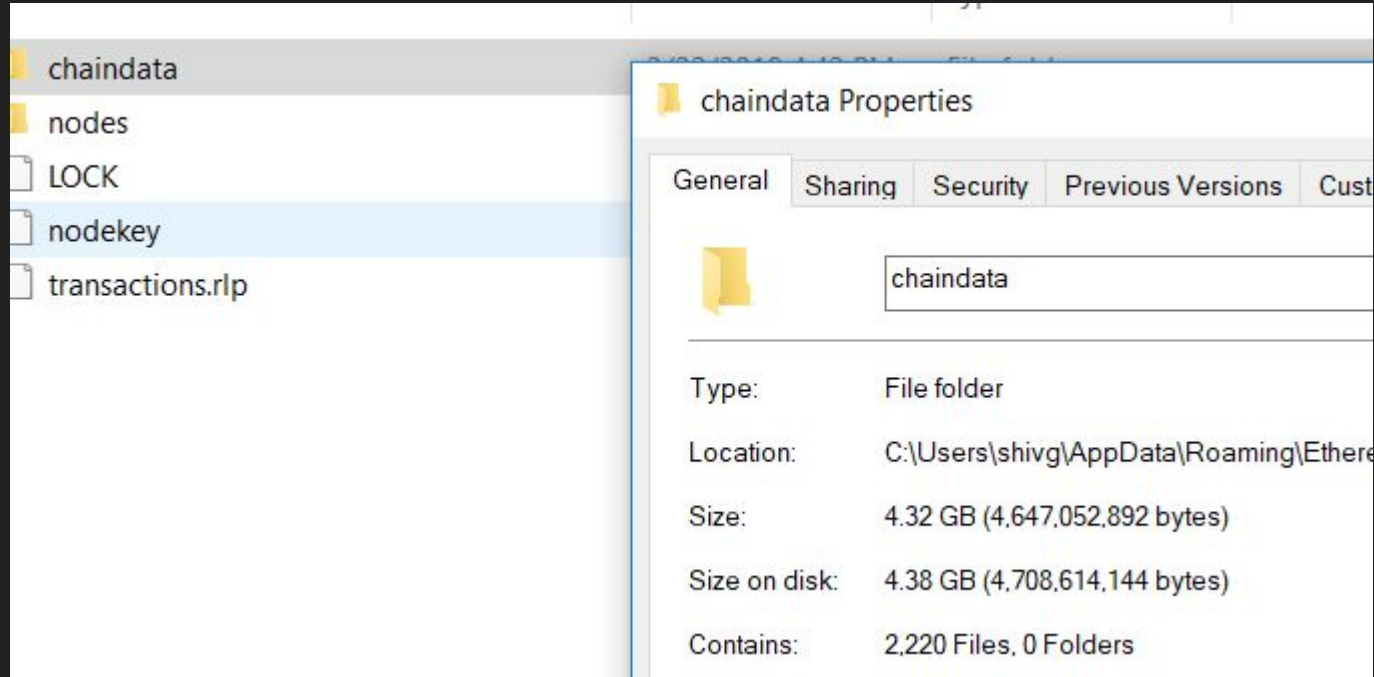 chaindata
nodes
LOCK
nodekey
transactions.rlp
chaindata Properties
General Sharing Security Previous Versions Cust
chaindata
Type: File folder
Location: C:\Users\shivg\AppData\Roaming\Ethere
Size: 4.32 GB (4,647,052,892 bytes)
Size on disk: 4.38 GB (4,708,614,144 bytes)
Contains: 2,220 Files, 0 Folders